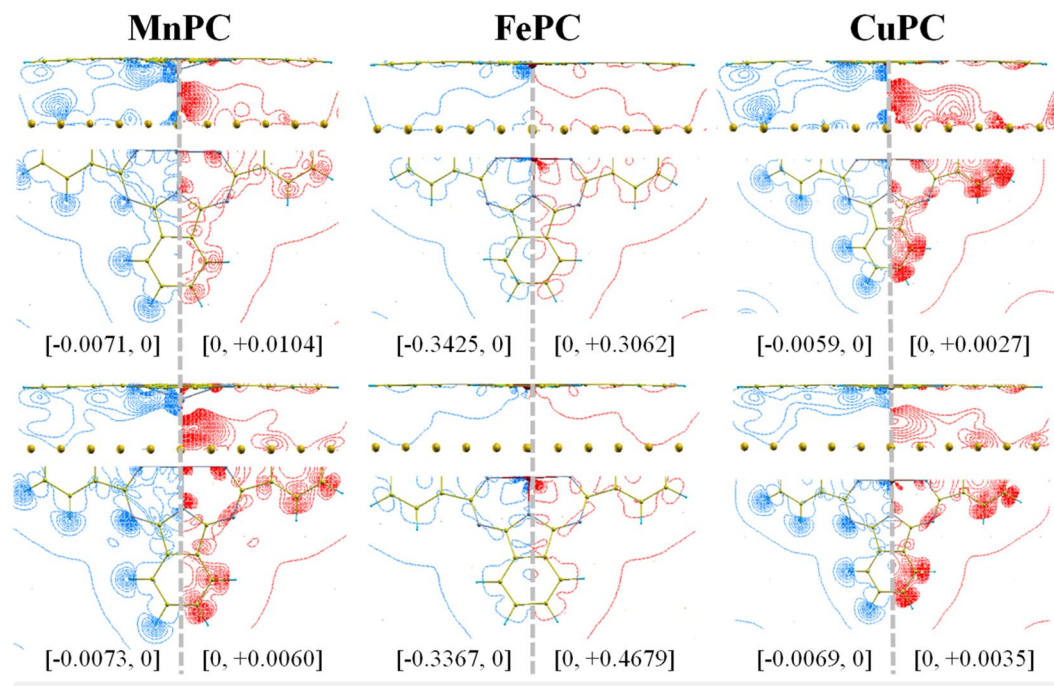 MnPC FePC CuPC
[-0.0071, 0] [0, +0.0104] [-0.3425, 0] [0, +0.3062] [-0.0059, 0] [0, +0.0027]
[-0.0073, 0] [0, +0.0060] [-0.3367, 0] [0, +0.4679] [-0.0069, 0] [0, +0.0035]